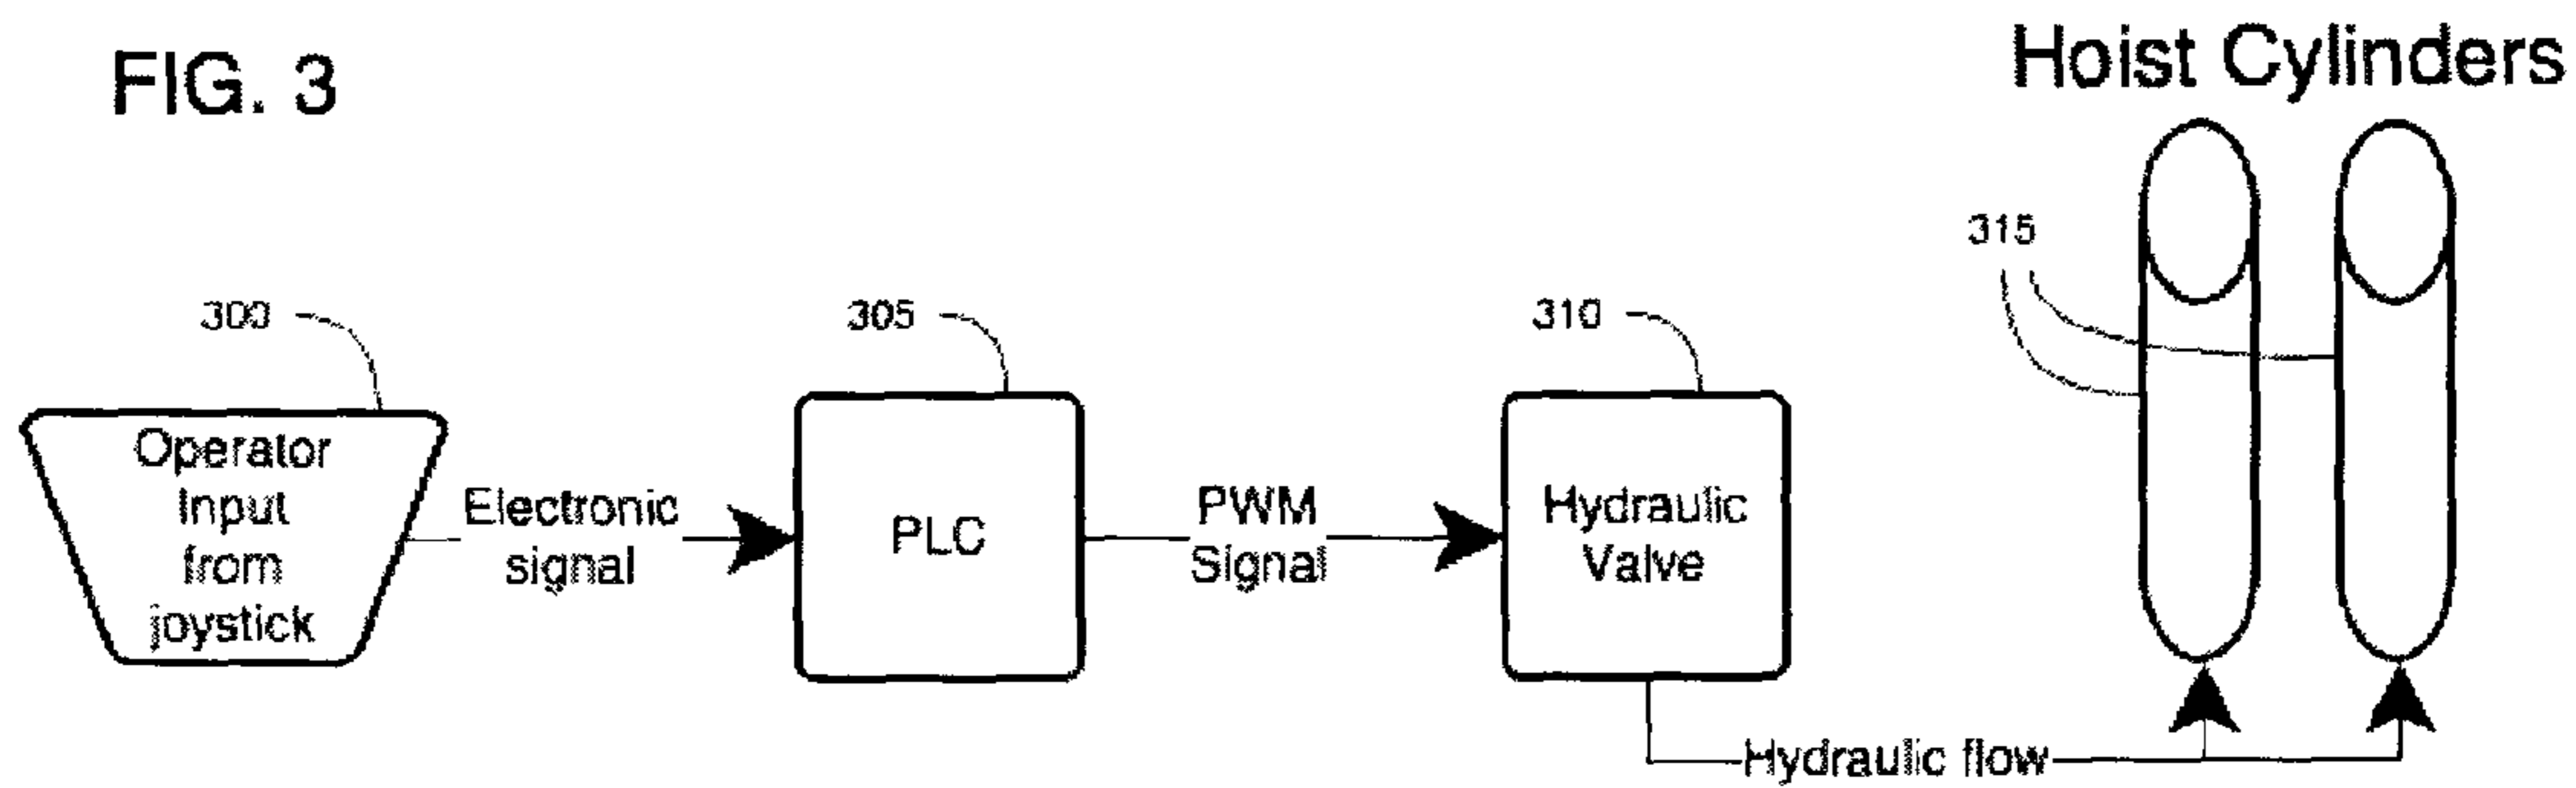 FIG. 3
Hoist Cylinders
315
300
305
310
Operator
Input
from
joystick
Electronic
signal
PLC
PWM
Signal
Hydraulic
Valve
Hydraulic flow